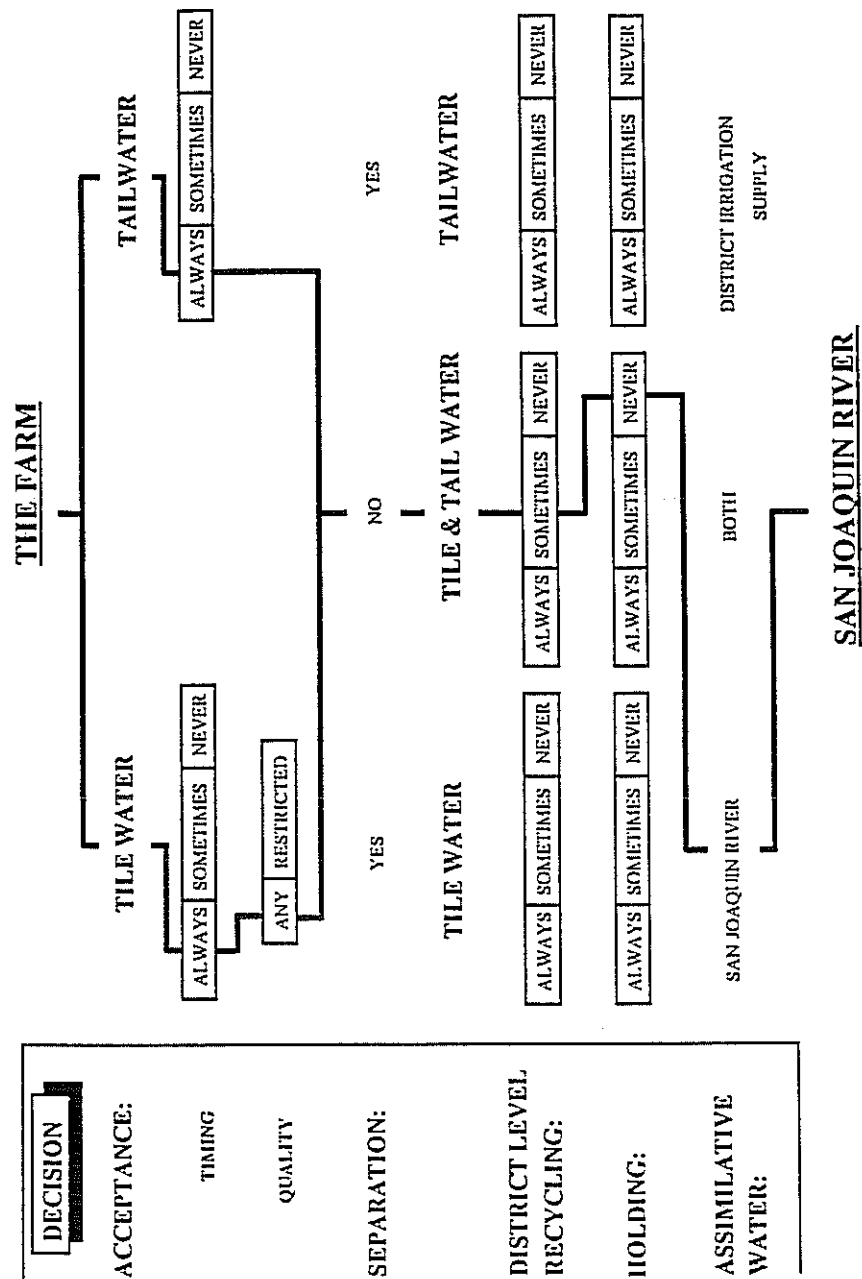 DECISION
THE FARM
ACCEPTANCE:
TILE WATER
TAILWATER
TIMING
ALWAYS SOMETIMES NEVER
ALWAYS SOMETIMES NEVER
QUALITY
ANY RESTRICTED
SEPARATION:
YES
NO
YES
TILE WATER
TILE & TAIL WATER
TAILWATER
DISTRICT LEVEL
RECYCLING:
ALWAYS SOMETIMES NEVER
ALWAYS SOMETIMES NEVER
ALWAYS SOMETIMES NEVER
HOLDING:
ALWAYS SOMETIMES NEVER
ALWAYS SOMETIMES NEVER
ALWAYS SOMETIMES NEVER
ASSIMILATIVE
WATER:
SAN JOAQUIN RIVER
BOTH
DISTRICT IRRIGATION
SUPPLY
SAN JOAQUIN RIVER